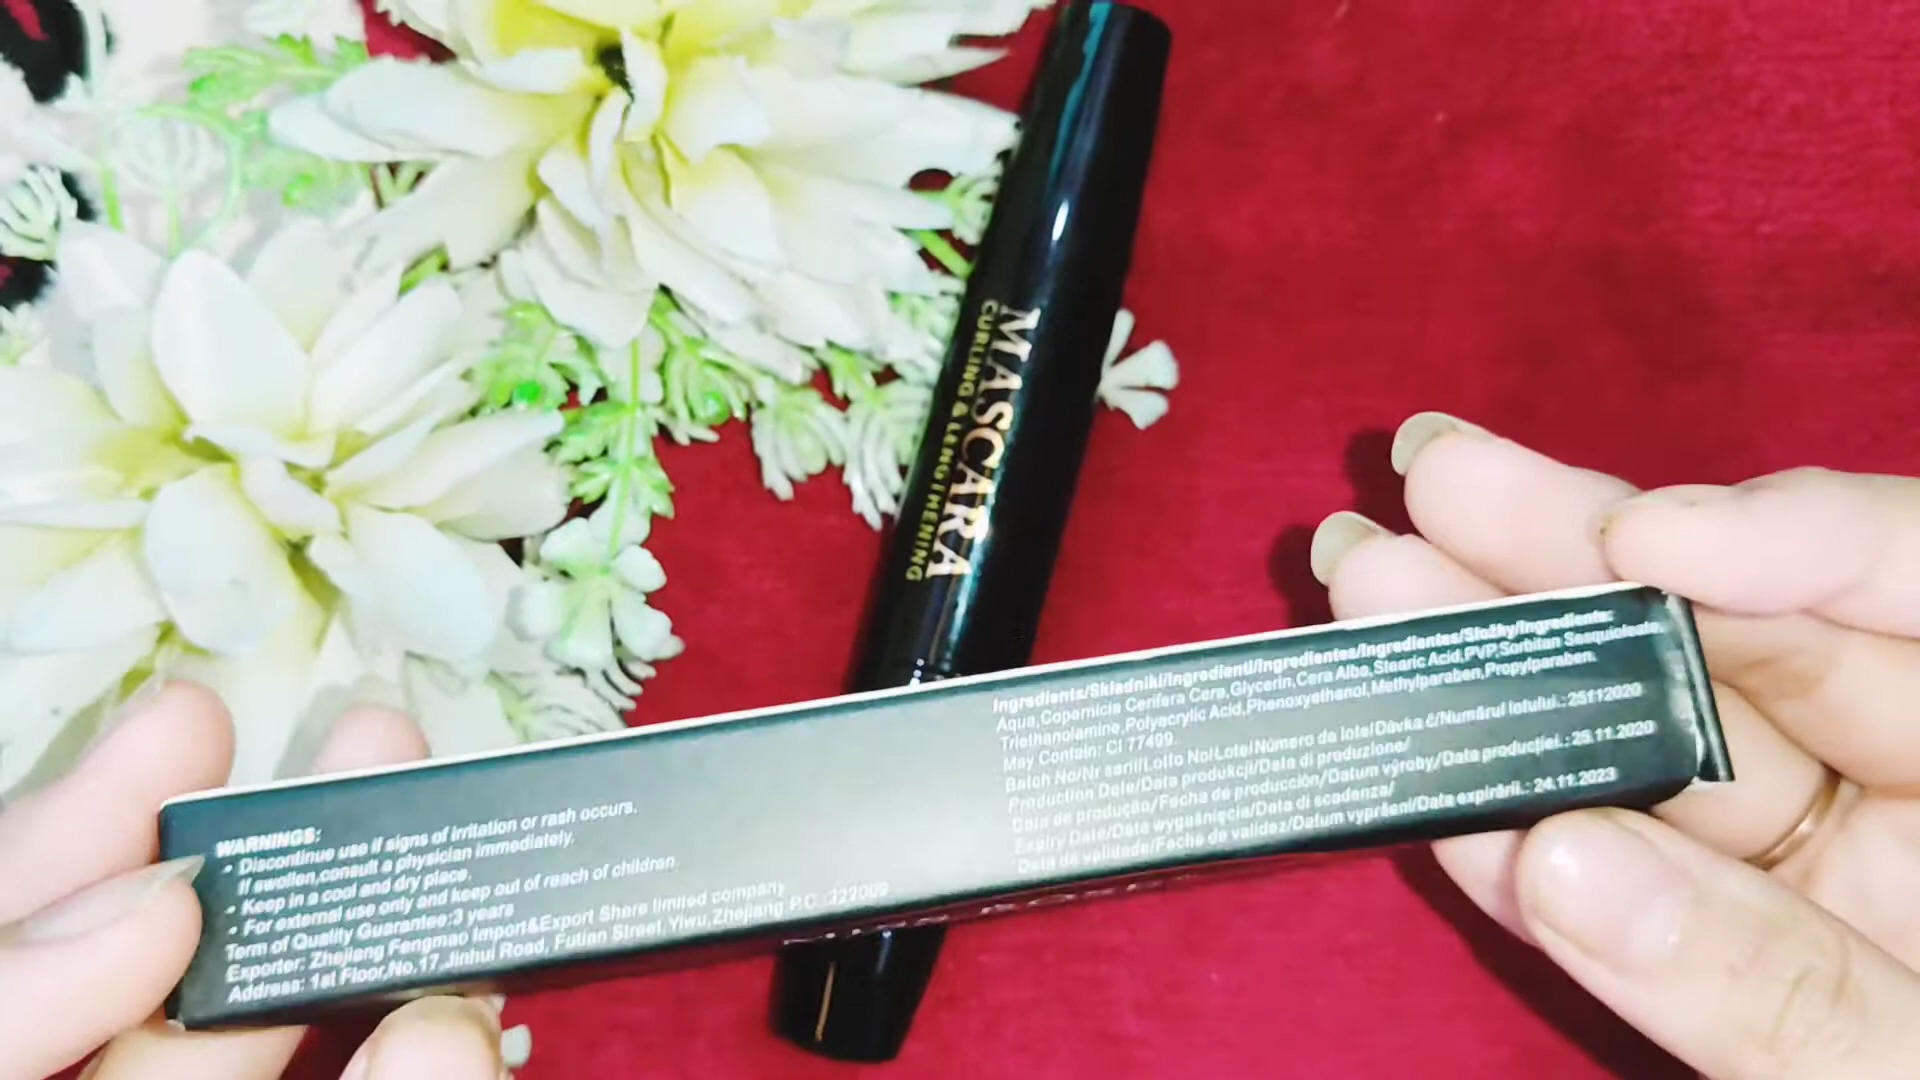 MASCARA
CURLING & LENGTHENING
WARNINGS:
• Discontinue use if signs of irritation or rash occurs.
If swollen,consult a physician immediately.
• Keep in a cool and dry place.
• For external use only and keep out of reach of children.
Term of Quality Guarantee:3 years
Exporter: Zhejiang Fengmao Import&Export Share limited company
Address: 1st Floor,No.17,Jinhui Road, Futian Street, Yiwu, Zhejiang P.C.:322000
Ingredients/Składniki/Ingredienti/Ingredientes/Ingredientes/Složky/Ingrediente:
Aqua,Copernicia Cerifera Cera,Glycerin,Cera Alba,Stearic Acid,PVP,Sorbitan Sesquioleate,
Triethanolamine,Polyacrylic Acid,Phenoxyethanol,Methylparaben,Propylparaben.
May Contain: CI 77499.
Batch No/Nr serii/Lotto No/Lote/Número de lote/Dávka č/Numărul lotului.:25112020
Production Date/Data produkcji/Data di produzione/
Data de produção/Fecha de producción/Datum výroby/Data producției.:25.11.2020
Expiry Date/Data wygaśnięcia/Data di scadenza/
Data de validade/Fecha de validez/Datum vypršení/Data expirării.: 24.11.2023